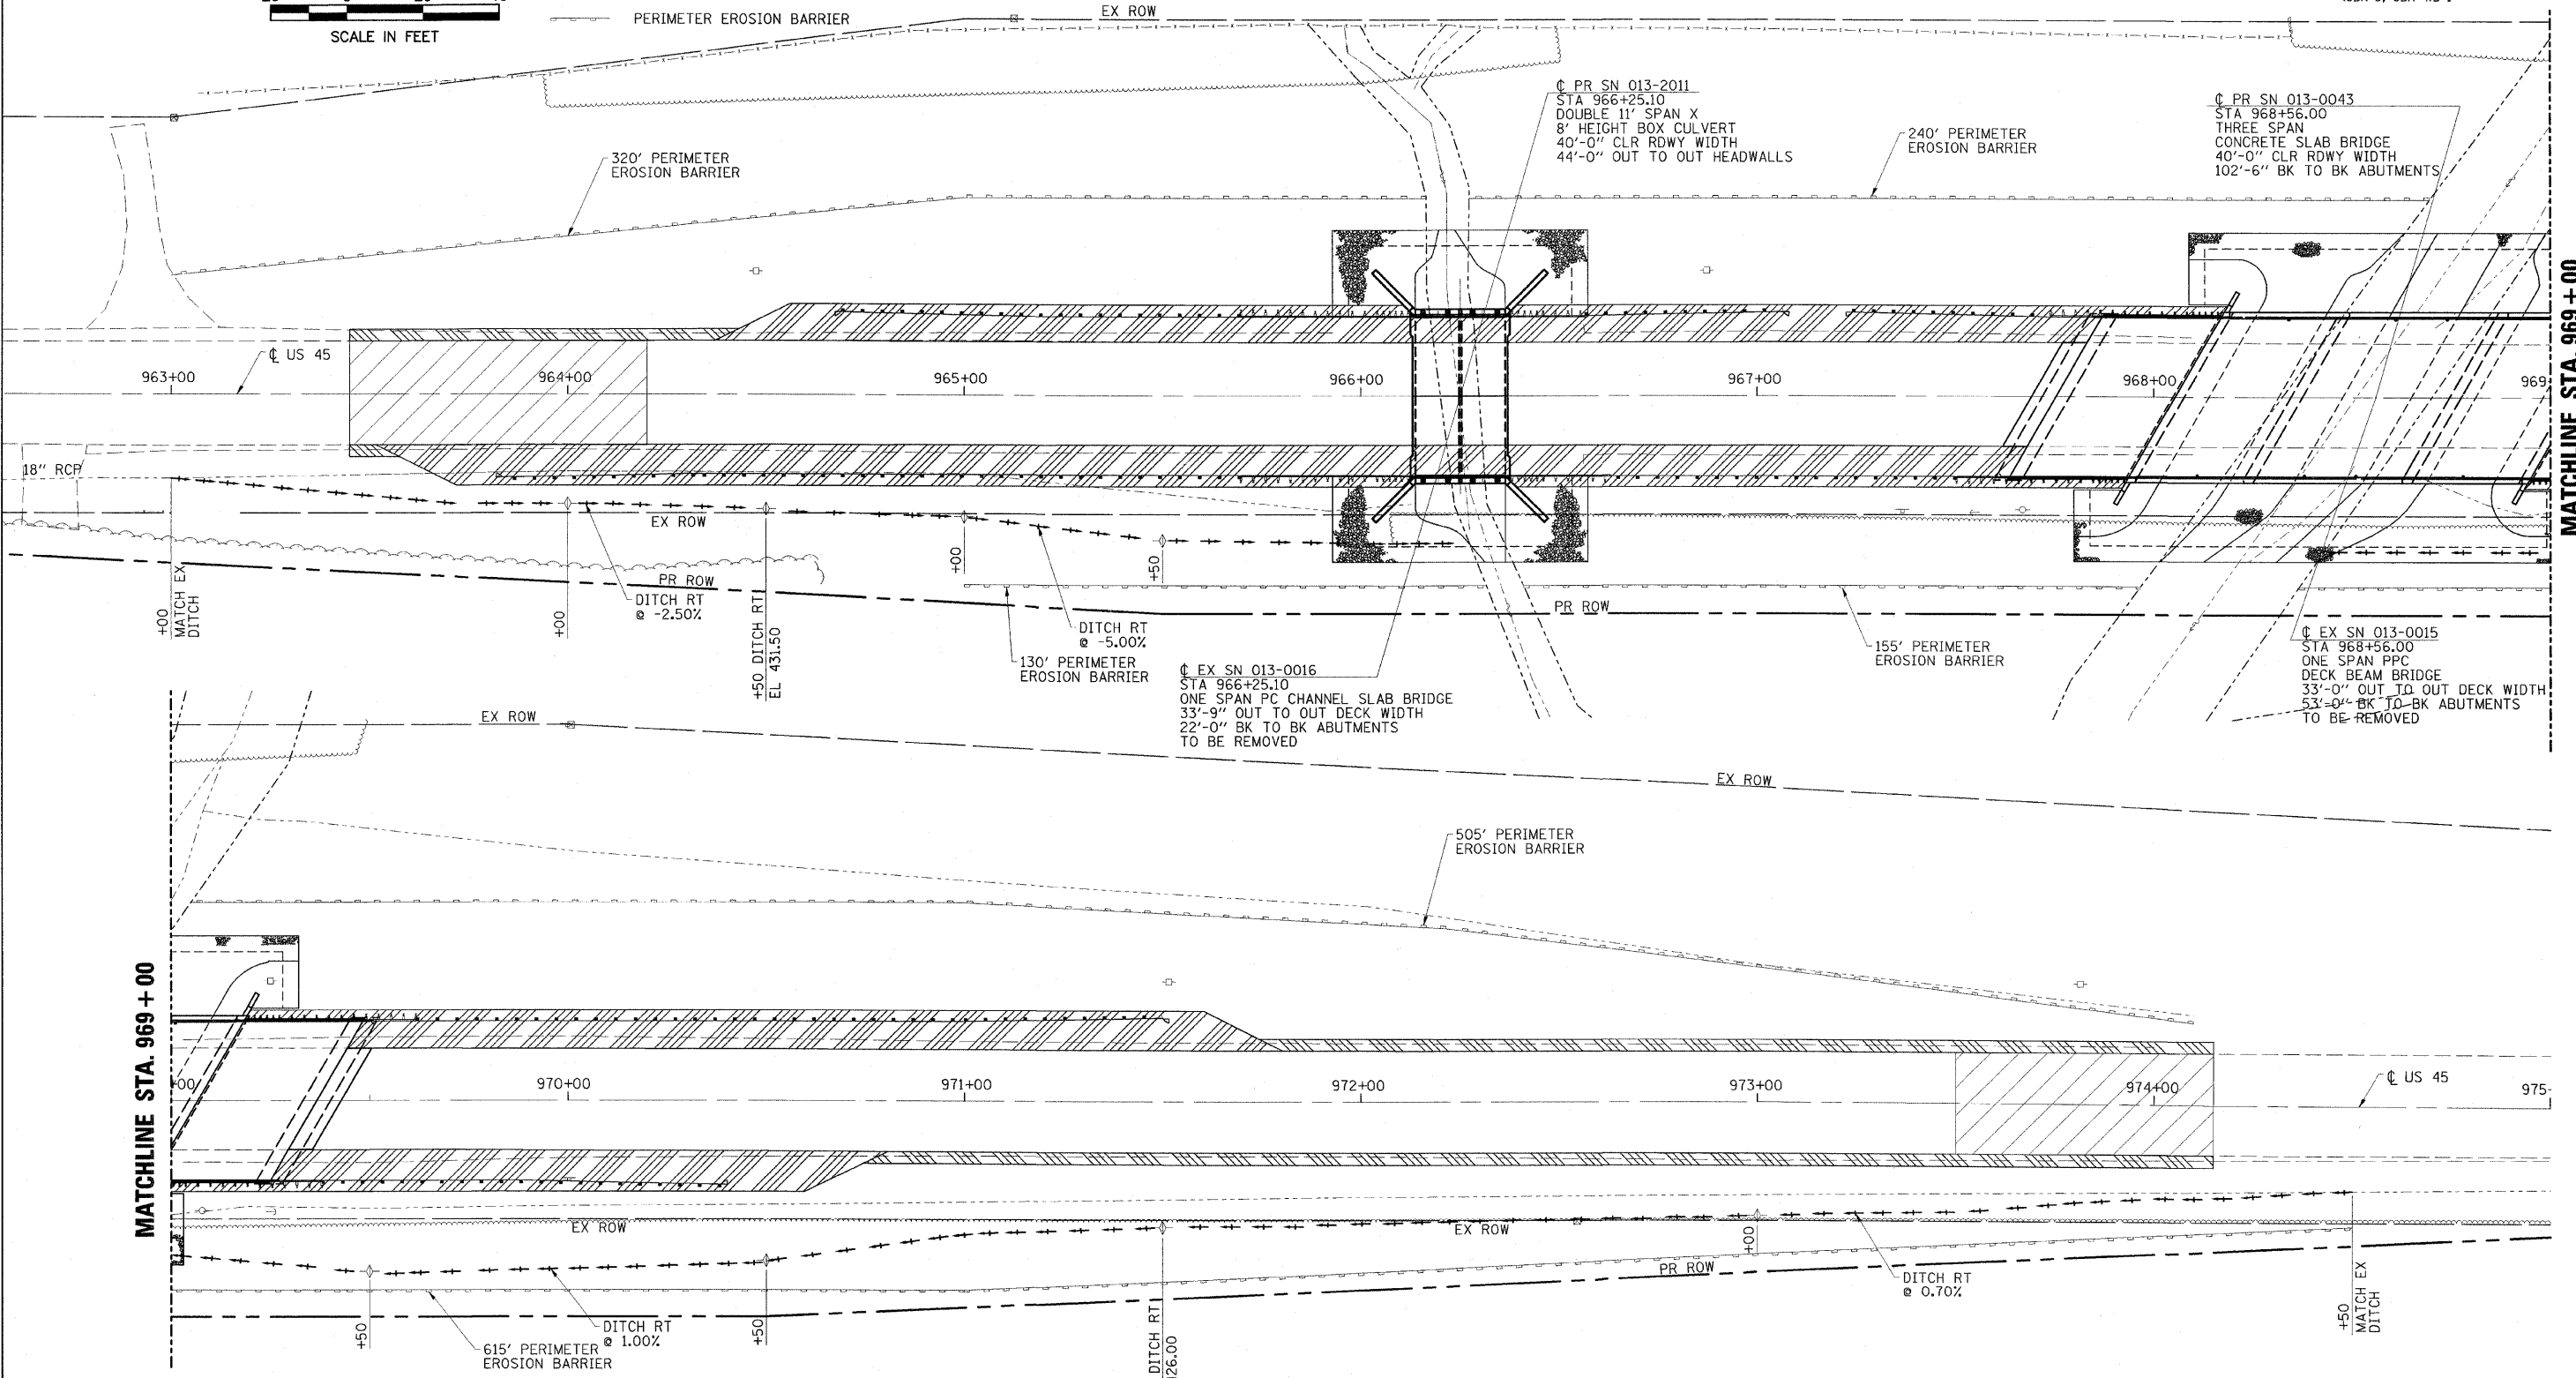 SCALE IN FEET
PERIMETER EROSION BARRIER
EX ROW
320' PERIMETER
EROSION BARRIER
℄ PR SN 013-2011
STA 966+25.10
DOUBLE 11' SPAN X
8' HEIGHT BOX CULVERT
40'-0" CLR RDWY WIDTH
44'-0" OUT TO OUT HEADWALLS
240' PERIMETER
EROSION BARRIER
℄ PR SN 013-0043
STA 968+56.00
THREE SPAN
CONCRETE SLAB BRIDGE
40'-0" CLR RDWY WIDTH
102'-6" BK TO BK ABUTMENTS
MATCHLINE STA. 969+00
℄ US 45
963+00
964+00
965+00
966+00
967+00
968+00
969
18" RCP
EX ROW
PR ROW
+00
MATCH EX
DITCH
+00
DITCH RT
@ -2.50%
+50 DITCH RT
EL 431.50
+00
+50
DITCH RT
@ -5.00%
130' PERIMETER
EROSION BARRIER
PR ROW
155' PERIMETER
EROSION BARRIER
℄ EX SN 013-0016
STA 966+25.10
ONE SPAN PC CHANNEL SLAB BRIDGE
33'-9" OUT TO OUT DECK WIDTH
22'-0" BK TO BK ABUTMENTS
TO BE REMOVED
℄ EX SN 013-0015
STA 968+56.00
ONE SPAN PPC
DECK BEAM BRIDGE
33'-0" OUT TO OUT DECK WIDTH
53'-0" BK TO BK ABUTMENTS
TO BE REMOVED
EX ROW
EX ROW
505' PERIMETER
EROSION BARRIER
MATCHLINE STA. 969+00
+00
970+00
971+00
972+00
973+00
974+00
℄ US 45
975
EX ROW
EX ROW
PR ROW
+50
615' PERIMETER
EROSION BARRIER
DITCH RT
@ 1.00%
+50
DITCH RT
26.00
+00
DITCH RT
@ 0.70%
+50
MATCH EX
DITCH